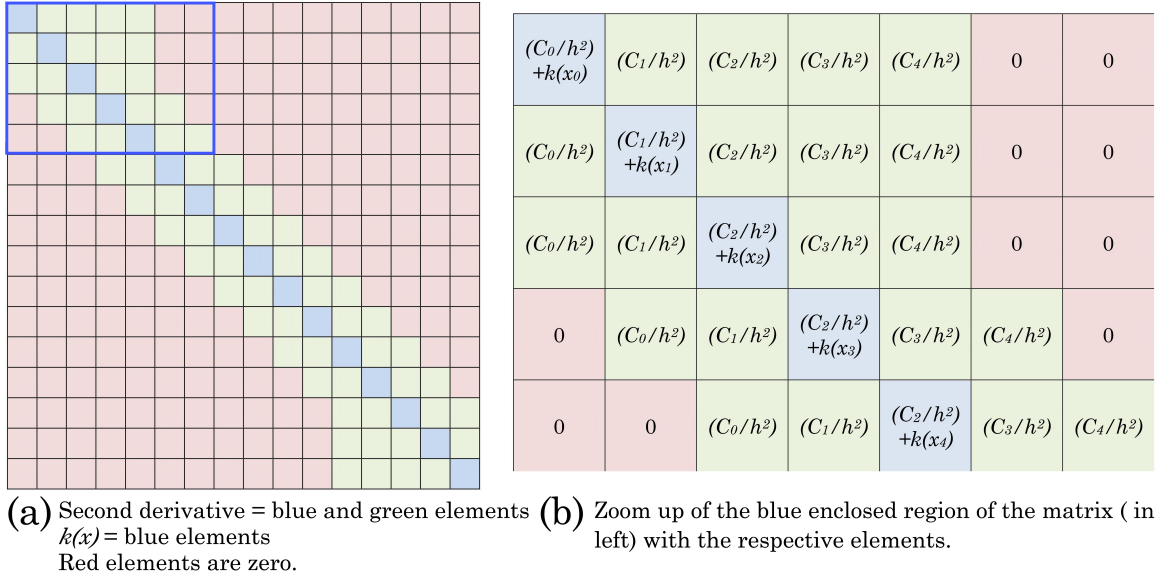 (C₀/h²) (C₁/h²) (C₂/h²) (C₃/h²) (C₄/h²) 0 0
+k(x₀)
(C₀/h²) (C₁/h²) (C₂/h²) (C₃/h²) (C₄/h²) 0 0
+k(x₁)
(C₀/h²) (C₁/h²) (C₂/h²) (C₃/h²) (C₄/h²) 0 0
+k(x₂)
0 (C₀/h²) (C₁/h²) (C₂/h²) (C₃/h²) (C₄/h²) 0
+k(x₃)
0 0 (C₀/h²) (C₁/h²) (C₂/h²) (C₃/h²) (C₄/h²)
+k(x₄)
(a) Second derivative = blue and green elements
k(x) = blue elements
Red elements are zero.
(b) Zoom up of the blue enclosed region of the matrix ( in
left) with the respective elements.